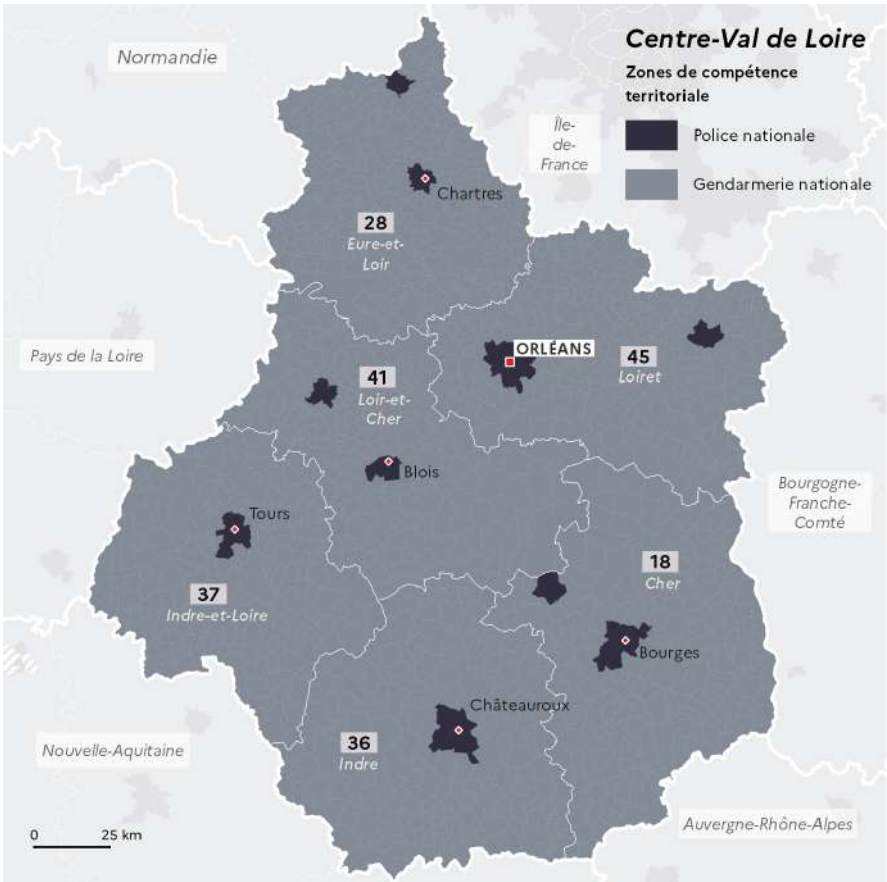 Centre-Val de Loire
Zones de compétence
territoriale
Police nationale
Gendarmerie nationale
Normandie
Île-
de-
France
Chartres
28
Eure-et-
Loir
Pays de la Loire
ORLÉANS
45
Loiret
41
Loir-et-
Cher
Blois
Bourgogne-
Franche-
Comté
Tours
37
Indre-et-Loire
18
Cher
Bourges
Châteauroux
36
Indre
Nouvelle-Aquitaine
Auvergne-Rhône-Alpes
0 25 km